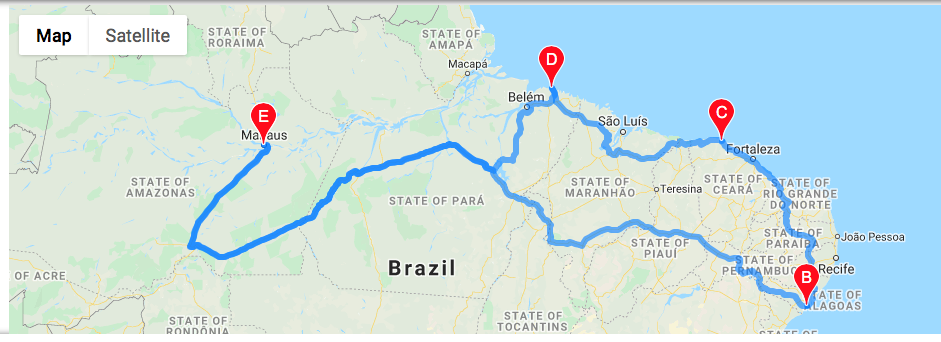 Map
Satellite
STATE OF
RORAIMA
STATE OF
AMAPÁ
Macapá
D
Belém
E
Manaus
São Luís
C
Fortaleza
STATE OF
AMAZONAS
STATE OF PARÁ
STATE OF
MARANHÃO
Teresina
STATE OF
CEARÁ
STATE OF
RIO GRANDE
DO NORTE
STATE OF
PARAÍBA
João Pessoa
STATE OF
PIAUÍ
STATE OF
PERNAMBUCO
Recife
Brazil
B
OF ACRE
STATE OF
ALAGOAS
STATE OF
RONDÔNIA
STATE OF
TOCANTINS
STATE OF